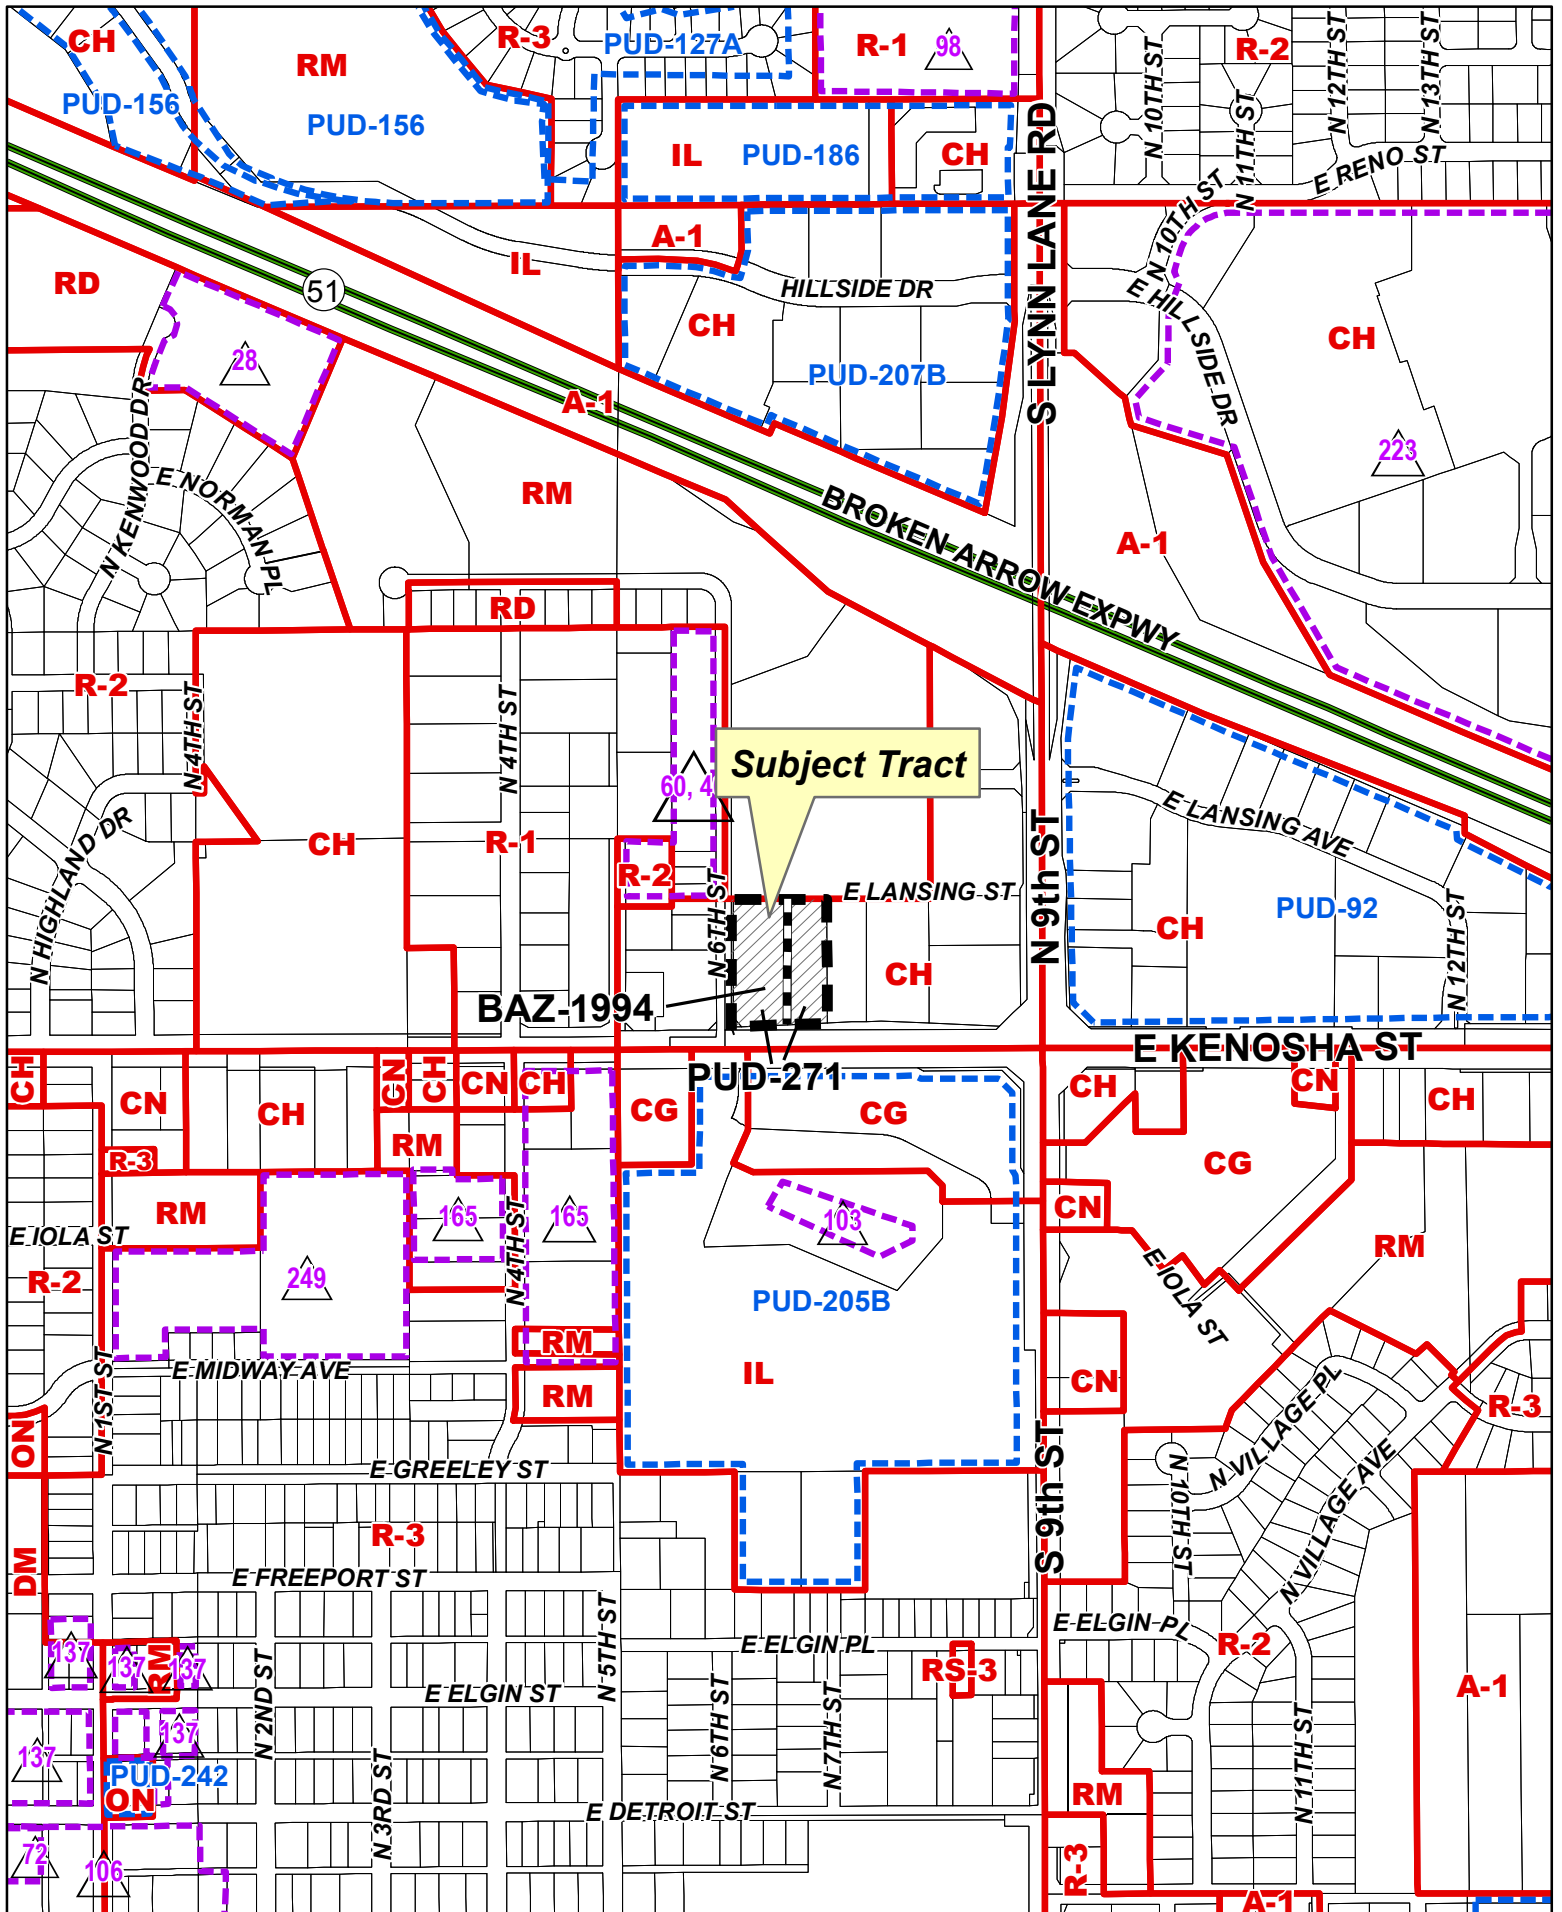 CH
RM
R-3
PUD-127A
R-1
98
N 10TH ST
R-2
N 12TH ST
N 13TH ST
PUD-156
PUD-156
IL
PUD-186
CH
S LYNN LANE RD
N 11TH ST
E RENO ST
RD
51
IL
A-1
HILLSIDE DR
N 10TH ST
E HILLSIDE DR
CH
CH
28
PUD-207B
A-1
N KENWOOD DR
E NORMAN PL
RM
BROKEN ARROW EXPWY
A-1
223
RD
R-2
N 4TH ST
N 4TH ST
60, 4
Subject Tract
N HIGHLAND DR
CH
R-1
R-2
N 6TH ST
E LANSING ST
N 9th ST
E LANSING AVE
PUD-92
CH
N 12TH ST
CH
BAZ-1994
PUD-271
E KENOSHA ST
CH
CN
CH
CN
CH
CN
CH
CG
CG
CH
CN
CH
RM
R-3
RM
165
165
N 4TH ST
103
CG
CN
RM
E IOLA ST
R-2
249
PUD-205B
E IOLA ST
N 1ST ST
E MIDWAY AVE
RM
RM
IL
CN
N VILLAGE PL
R-3
ON
E GREELEY ST
S 9th ST
N 10TH ST
N VILLAGE AVE
R-3
DM
E FREEPORT ST
N 5TH ST
137
137
RM
137
N 2ND ST
E ELGIN PL
RS-3
E ELGIN PL
R-2
A-1
E ELGIN ST
N 6TH ST
N 7TH ST
N 11TH ST
137
137
PUD-242
ON
N 3RD ST
E DETROIT ST
RM
72
106
R-3
A-1